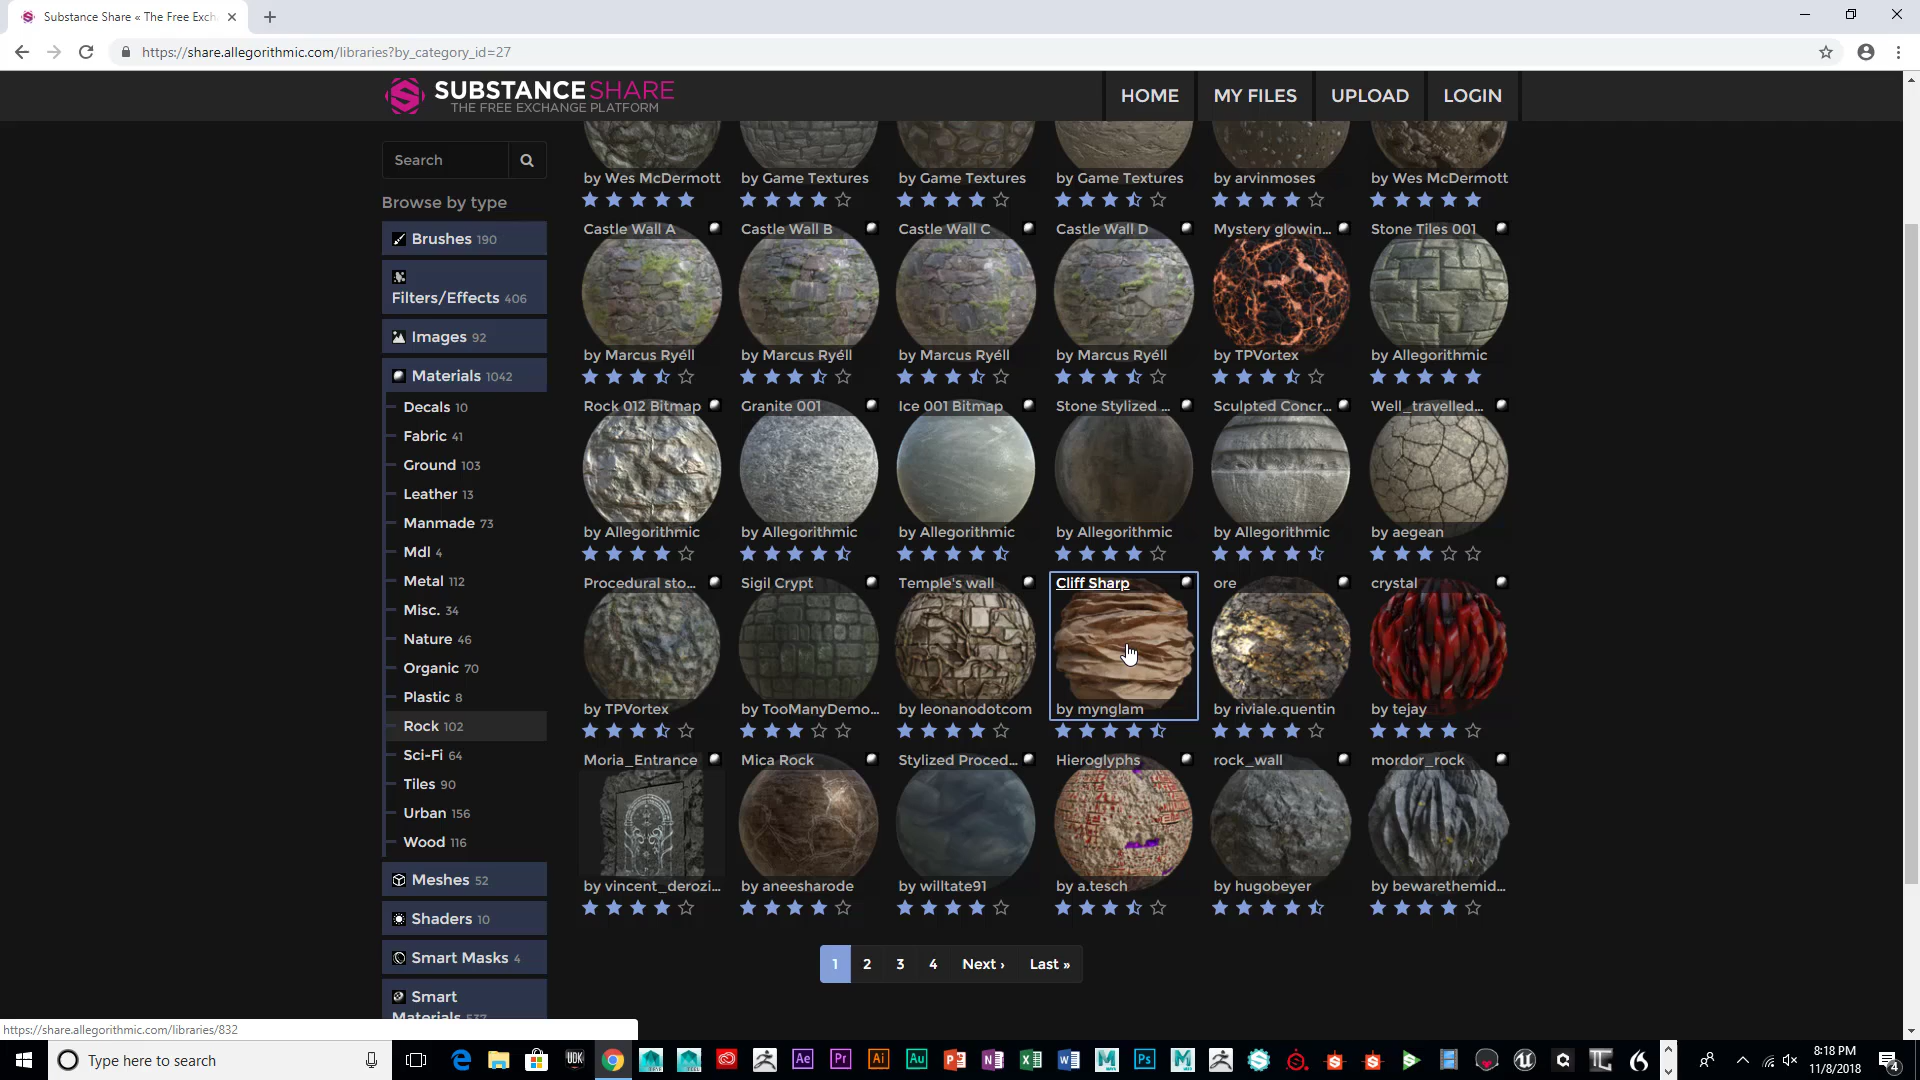 Substance Share « The Free Exch
https://share.allegorithmic.com/libraries?by_category_id=27
SUBSTANCE SHARE
THE FREE EXCHANGE PLATFORM
HOME
MY FILES
UPLOAD
LOGIN
Search
Browse by type
Brushes 190
Filters/Effects 406
Images 92
Materials 1042
Decals 10
Fabric 41
Ground 103
Leather 13
Manmade 73
Mdl 4
Metal 112
Misc. 34
Nature 46
Organic 70
Plastic 8
Rock 102
Sci-Fi 64
Tiles 90
Urban 156
Wood 116
Meshes 52
Shaders 10
Smart Masks 4
Smart
Materials 537
by Wes McDermott
by Game Textures
by Game Textures
by Game Textures
by arvinmoses
by Wes McDermott
Castle Wall A
Castle Wall B
Castle Wall C
Castle Wall D
Mystery glowin...
Stone Tiles 001
by Marcus Ryéll
by Marcus Ryéll
by Marcus Ryéll
by Marcus Ryéll
by TPVortex
by Allegorithmic
Rock 012 Bitmap
Granite 001
Ice 001 Bitmap
Stone Stylized ...
Sculpted Concr...
Well_travelled...
by Allegorithmic
by Allegorithmic
by Allegorithmic
by Allegorithmic
by Allegorithmic
by aegean
Procedural sto...
Sigil Crypt
Temple's wall
Cliff Sharp
ore
crystal
by TPVortex
by TooManyDemo...
by leonanodotcom
by mynglam
by riviale.quentin
by tejay
Moria_Entrance
Mica Rock
Stylized Proced...
Hieroglyphs
rock_wall
mordor_rock
by vincent_derozi...
by aneesharode
by willtate91
by a.tesch
by hugobeyer
by bewarethemid...
1 2 3 4 Next › Last »
https://share.allegorithmic.com/libraries/832
Type here to search
UDK
Ae
Pr
Ai
Au
8:18 PM
11/8/2018
4